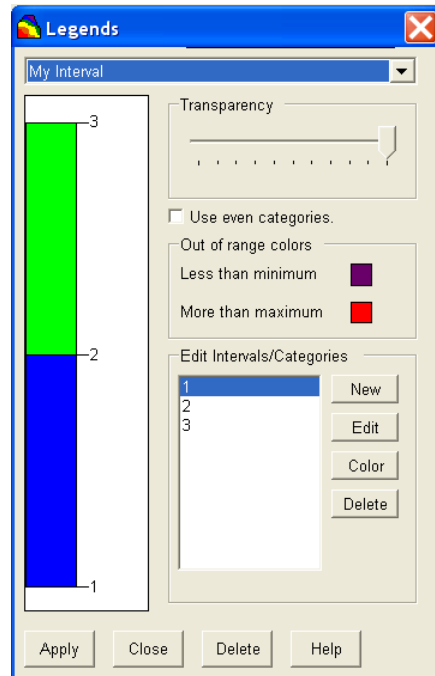 Legends
My Interval
3
2
1
Transparency
Use even categories.
Out of range colors
Less than minimum
More than maximum
Edit Intervals/Categories
1
2
3
New
Edit
Color
Delete
Apply
Close
Delete
Help